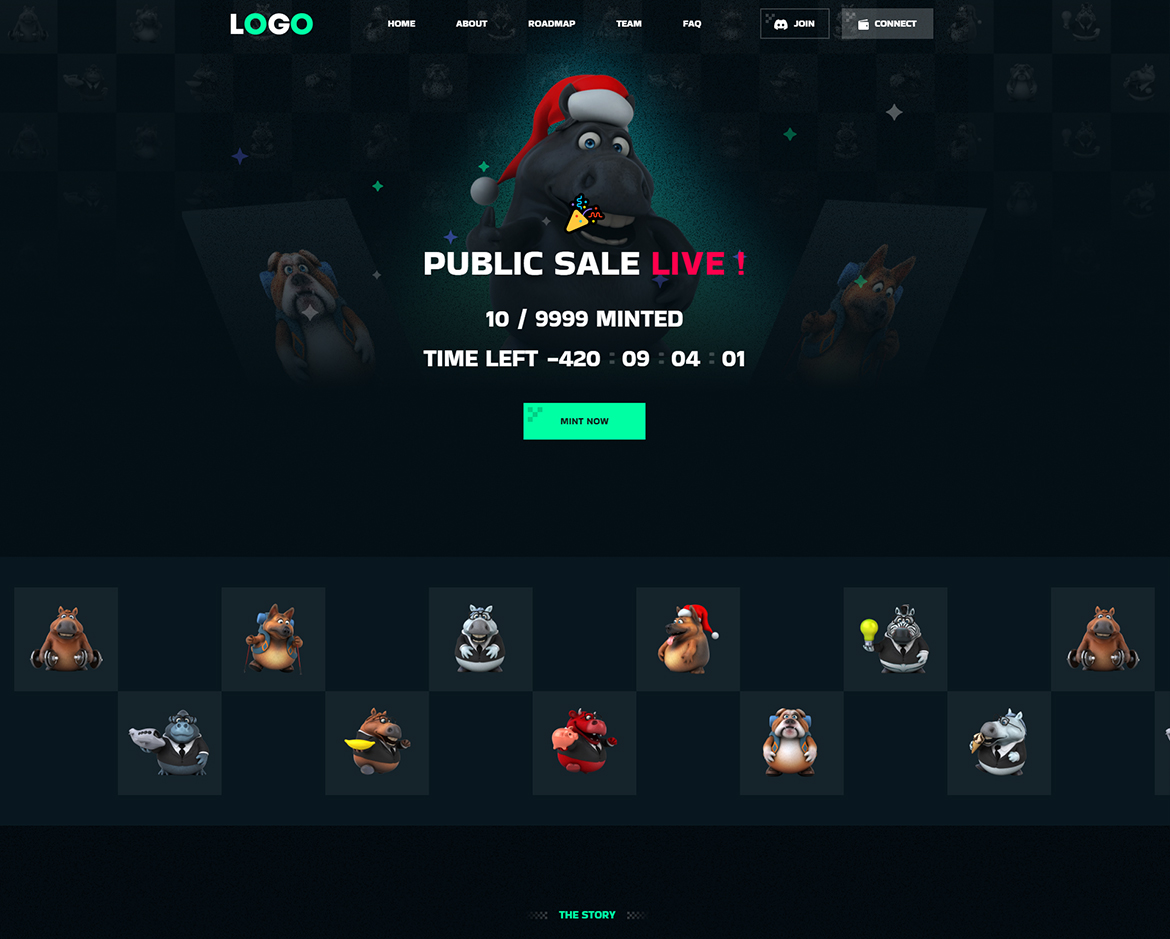 LOGO
HOME ABOUT ROADMAP TEAM FAQ JOIN CONNECT
PUBLIC SALE LIVE !
10 / 9999 MINTED
TIME LEFT -420 : 09 : 04 : 01
MINT NOW
THE STORY